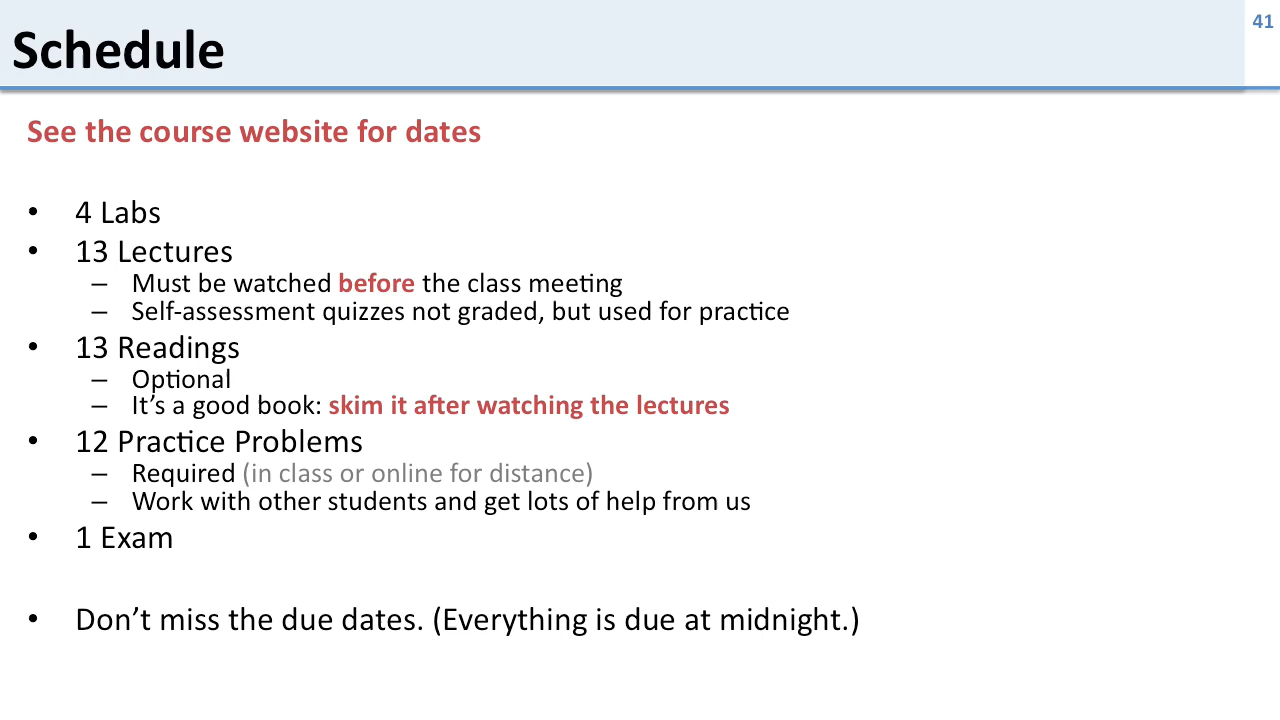 Schedule
41
See the course website for dates
• 4 Labs
• 13 Lectures
– Must be watched before the class meeting
– Self-assessment quizzes not graded, but used for practice
• 13 Readings
– Optional
– It’s a good book: skim it after watching the lectures
• 12 Practice Problems
– Required (in class or online for distance)
– Work with other students and get lots of help from us
• 1 Exam
• Don’t miss the due dates. (Everything is due at midnight.)